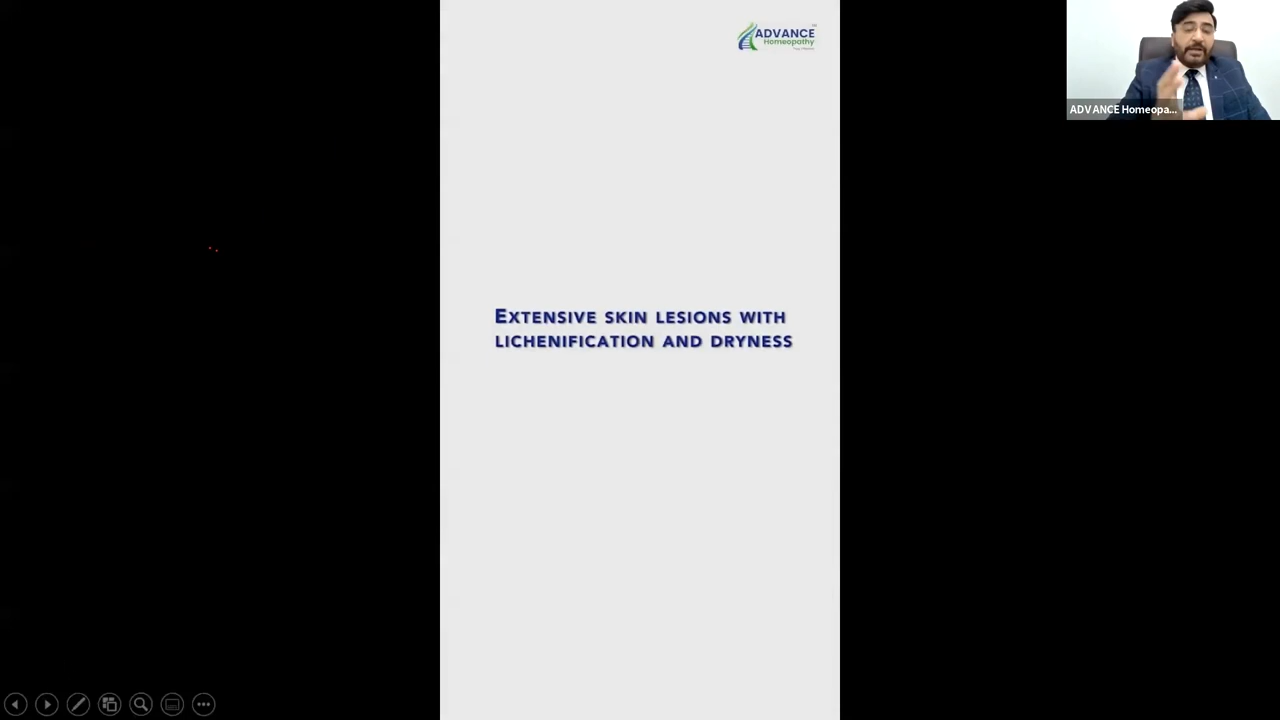 ADVANCE
Homeopathy
ADVANCE Homeopa...
EXTENSIVE SKIN LESIONS WITH
LICHENIFICATION AND DRYNESS